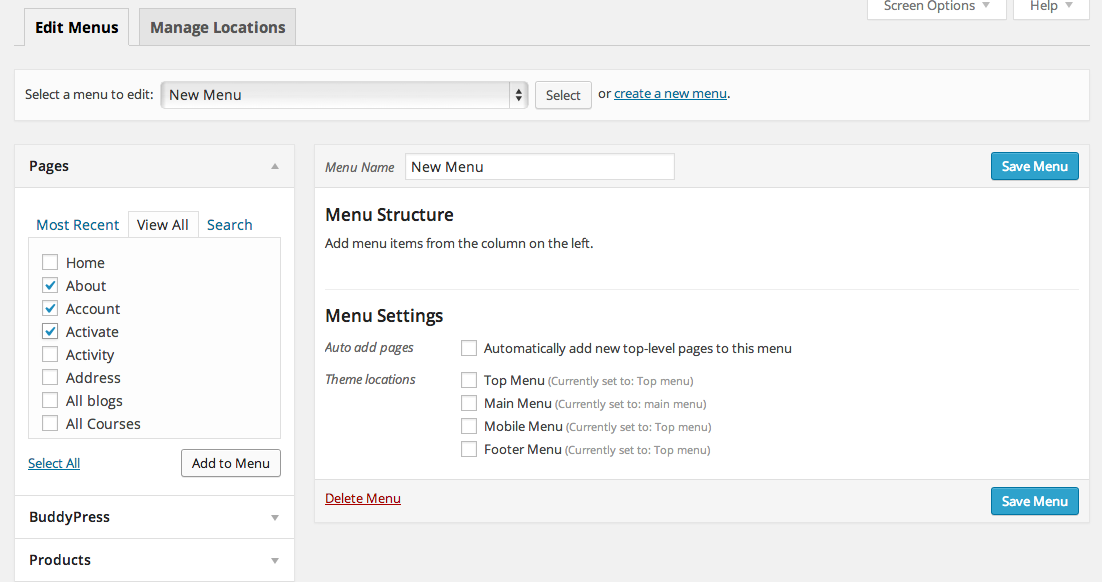 Screen Options Help
Edit Menus Manage Locations
Select a menu to edit: New Menu Select or create a new menu.
Pages
Most Recent View All Search
Home
About
Account
Activate
Activity
Address
All blogs
All Courses
Select All Add to Menu
BuddyPress
Products
Menu Name New Menu Save Menu
Menu Structure
Add menu items from the column on the left.
Menu Settings
Auto add pages Automatically add new top-level pages to this menu
Theme locations Top Menu (Currently set to: Top menu)
Main Menu (Currently set to: main menu)
Mobile Menu (Currently set to: Top menu)
Footer Menu (Currently set to: Top menu)
Delete Menu Save Menu